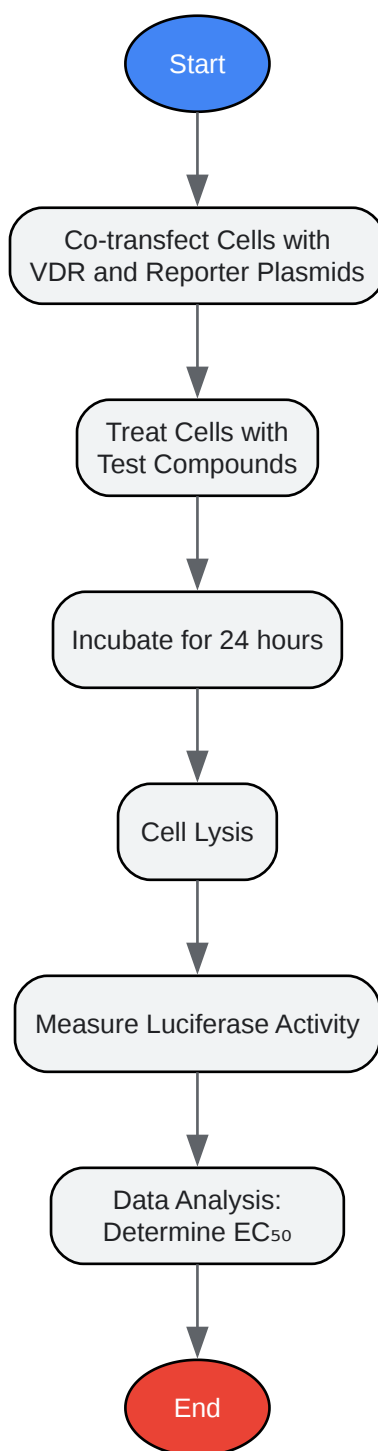 Start
Co-transfect Cells with
VDR and Reporter Plasmids
Treat Cells with
Test Compounds
Incubate for 24 hours
Cell Lysis
Measure Luciferase Activity
Data Analysis:
Determine EC₅₀
End